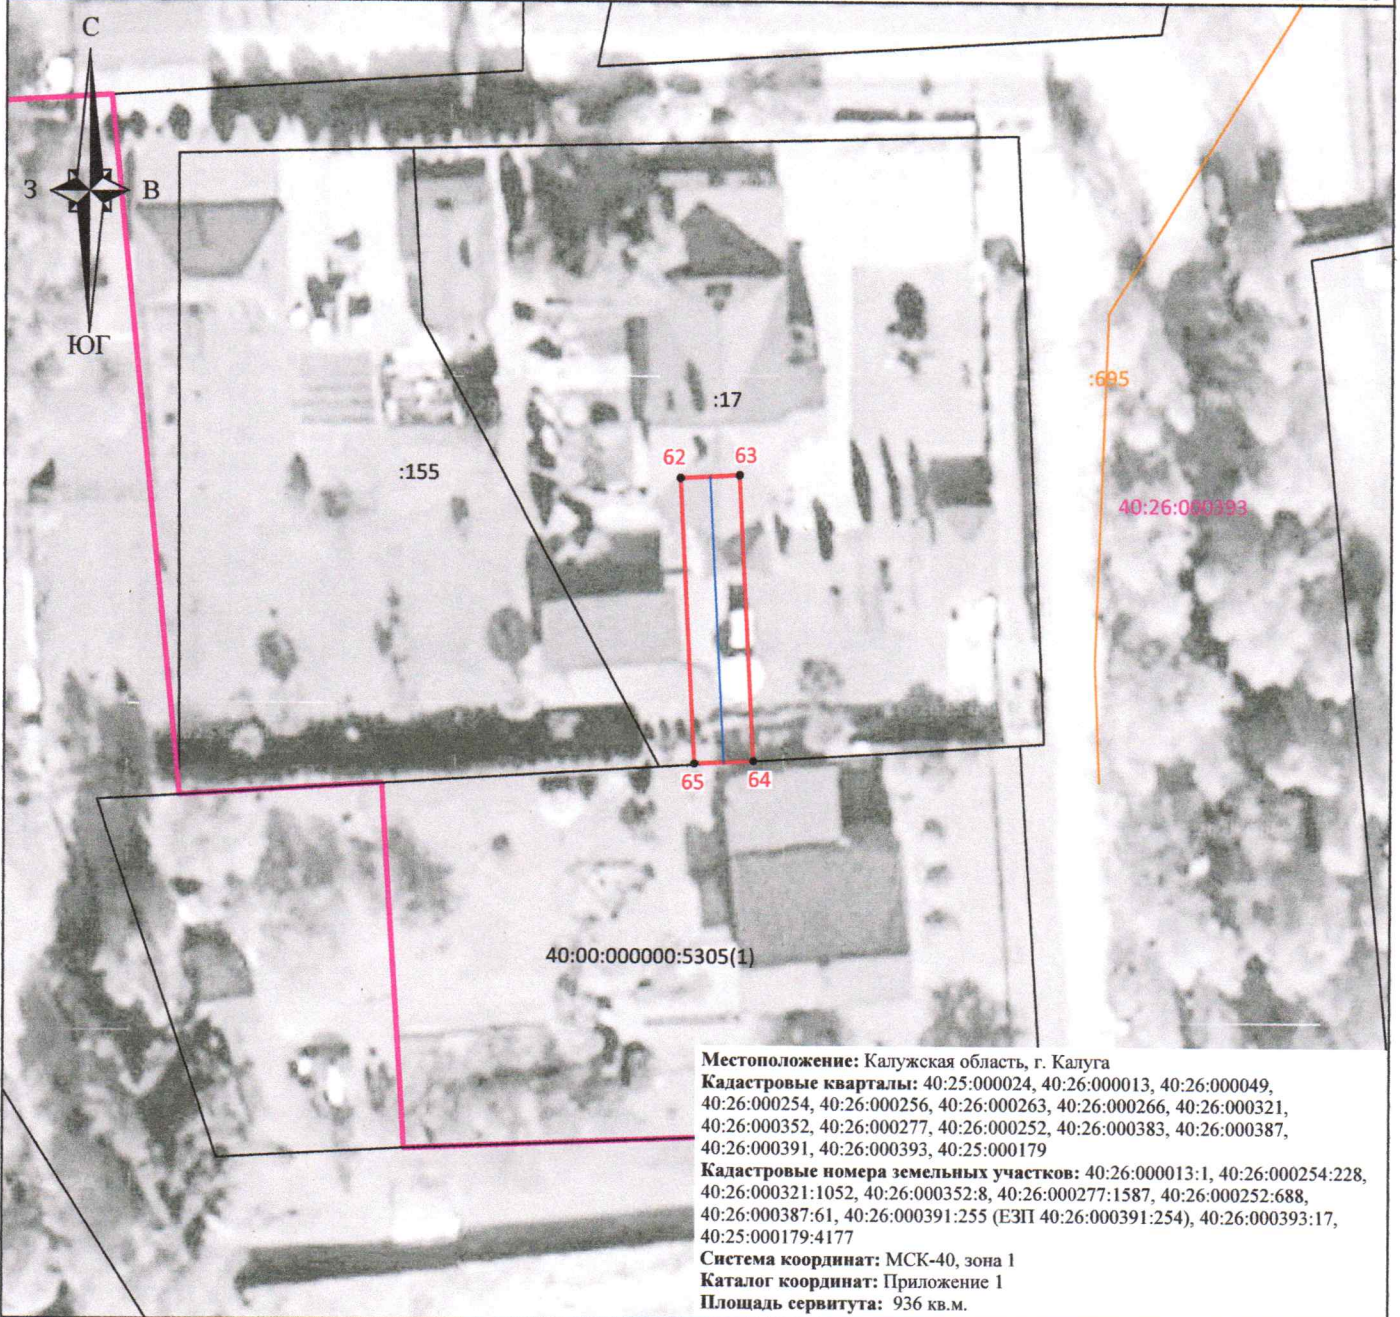 С
З
В
ЮГ
:17
:695
:155
62
63
40:26:000393
65
64
40:00:000000:5305(1)
Местоположение: Калужская область, г. Калуга
Кадастровые кварталы: 40:25:000024, 40:26:000013, 40:26:000049,
40:26:000254, 40:26:000256, 40:26:000263, 40:26:000266, 40:26:000321,
40:26:000352, 40:26:000277, 40:26:000252, 40:26:000383, 40:26:000387,
40:26:000391, 40:26:000393, 40:25:000179
Кадастровые номера земельных участков: 40:26:000013:1, 40:26:000254:228,
40:26:000321:1052, 40:26:000352:8, 40:26:000277:1587, 40:26:000252:688,
40:26:000387:61, 40:26:000391:255 (ЕЗП 40:26:000391:254), 40:26:000393:17,
40:25:000179:4177
Система координат: МСК-40, зона 1
Каталог координат: Приложение 1
Площадь сервитута: 936 кв.м.